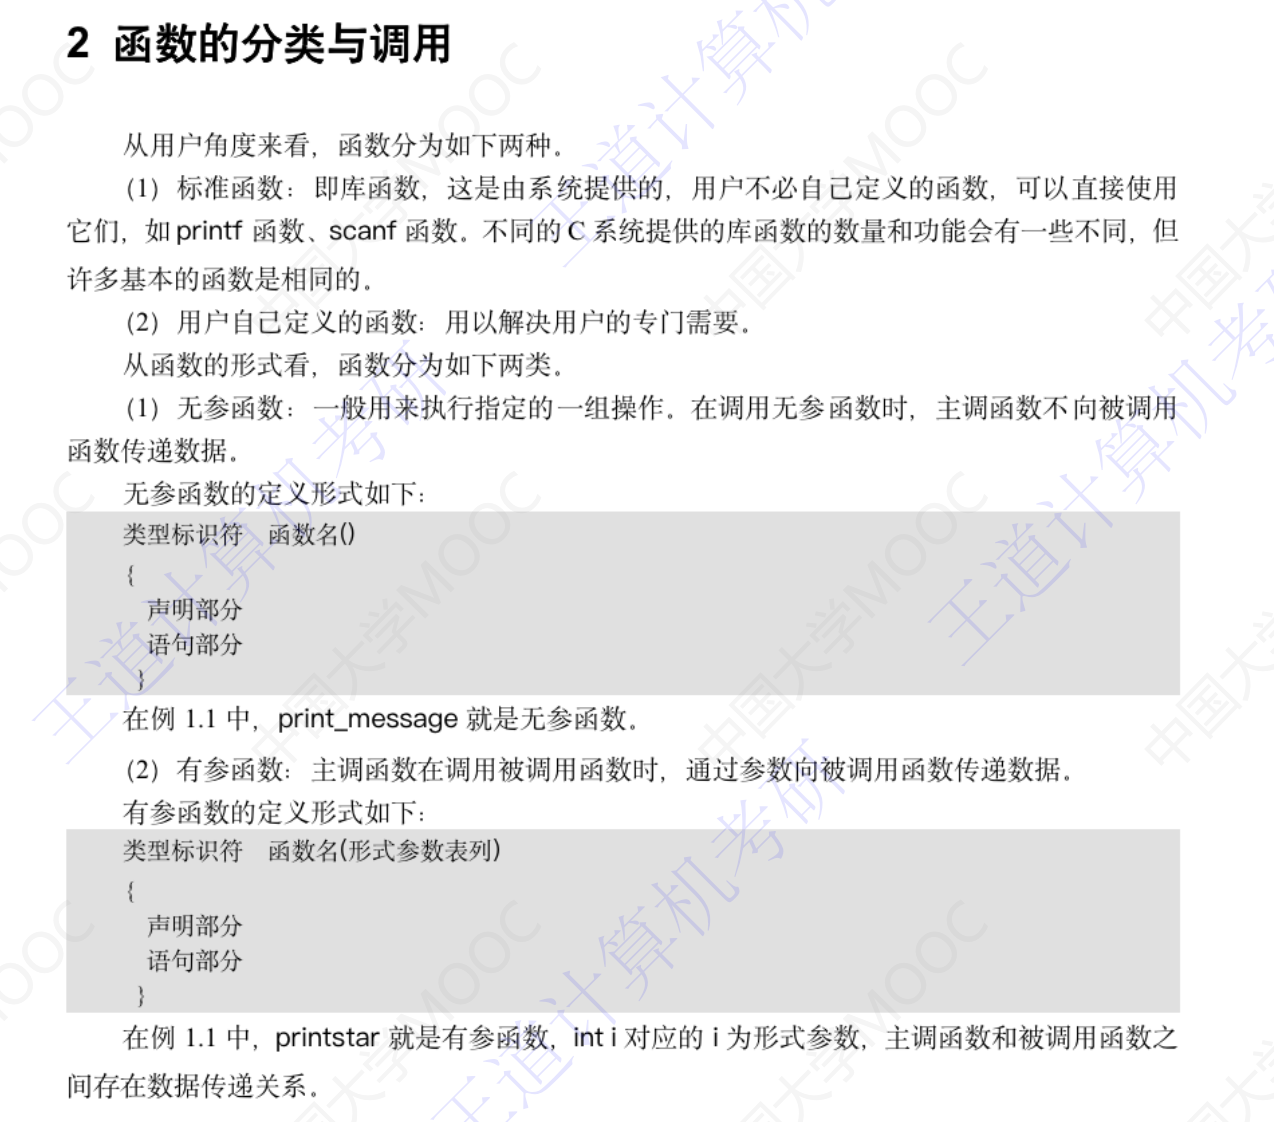 2 函数的分类与调用
从用户角度来看，函数分为如下两种。
（1）标准函数：即库函数，这是由系统提供的，用户不必自己定义的函数，可以直接使用
它们，如 printf 函数、scanf 函数。不同的 C 系统提供的库函数的数量和功能会有一些不同，但
许多基本的函数是相同的。
（2）用户自己定义的函数：用以解决用户的专门需要。
从函数的形式看，函数分为如下两类。
（1）无参函数：一般用来执行指定的一组操作。在调用无参函数时，主调函数不向被调用
函数传递数据。
无参函数的定义形式如下：
类型标识符 函数名()
{
声明部分
语句部分
}
在例 1.1 中，print_message 就是无参函数。
（2）有参函数：主调函数在调用被调用函数时，通过参数向被调用函数传递数据。
有参函数的定义形式如下：
类型标识符 函数名(形式参数表列)
{
声明部分
语句部分
}
在例 1.1 中，printstar 就是有参函数，int i 对应的 i 为形式参数，主调函数和被调用函数之
间存在数据传递关系。
王道计算机考研
中国大学MOOC